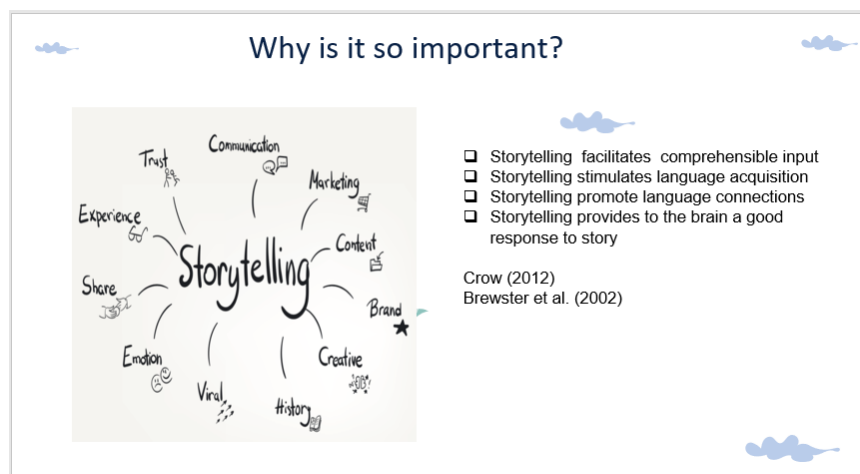 Why is it so important?
Communication
Trust
Marketing
Experience
Content
Storytelling
Share
Brand
Emotion
Creative
Viral
History
Storytelling facilitates comprehensible input
Storytelling stimulates language acquisition
Storytelling promote language connections
Storytelling provides to the brain a good
response to story
Crow (2012)
Brewster et al. (2002)